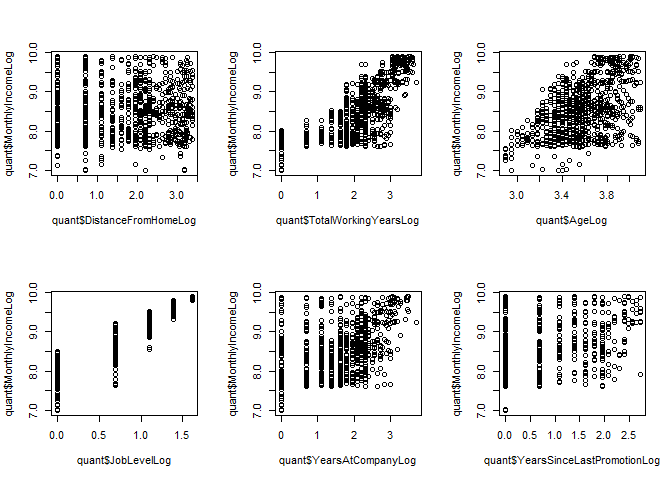 quant$MonthlyIncomeLog
7.0 8.0 9.0 10.0
0.0 1.0 2.0 3.0
quant$DistanceFromHomeLog
quant$MonthlyIncomeLog
7.0 8.0 9.0 10.0
0 1 2 3
quant$TotalWorkingYearsLog
quant$MonthlyIncomeLog
7.0 8.0 9.0 10.0
3.0 3.4 3.8
quant$AgeLog
quant$MonthlyIncomeLog
7.0 8.0 9.0 10.0
0.0 0.5 1.0 1.5
quant$JobLevelLog
quant$MonthlyIncomeLog
7.0 8.0 9.0 10.0
0 1 2 3
quant$YearsAtCompanyLog
quant$MonthlyIncomeLog
7.0 8.0 9.0 10.0
0.0 0.5 1.0 1.5 2.0 2.5
quant$YearsSinceLastPromotionLog